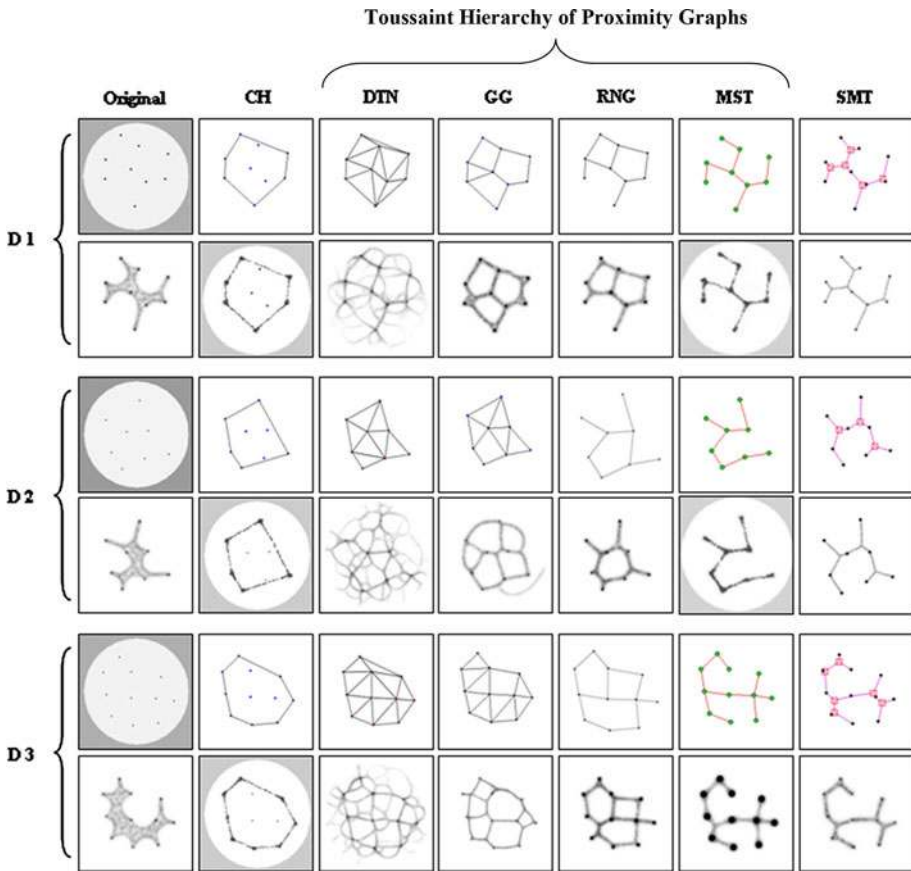 Toussaint Hierarchy of Proximity Graphs
Original CH DTN GG RNG MST SMT
D 1
D 2
D 3